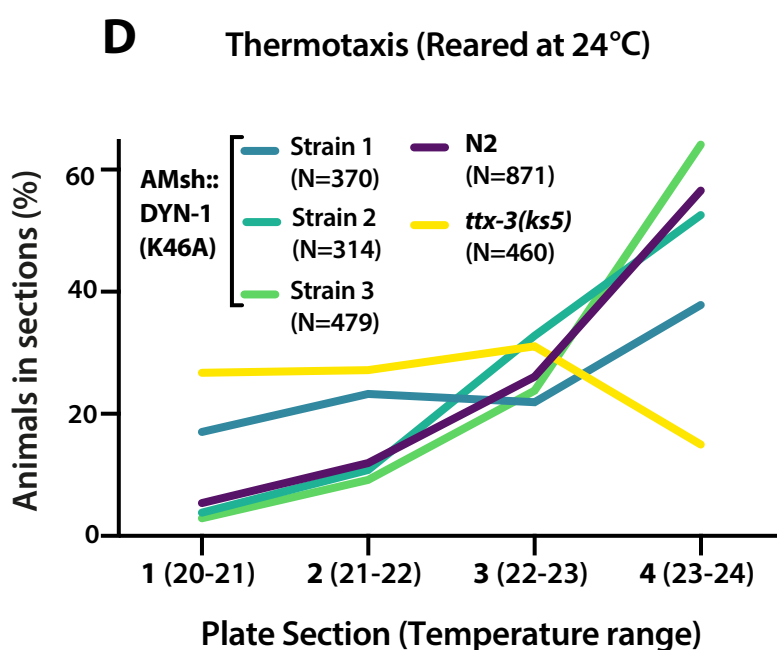 D
Thermotaxis (Reared at 24°C)
AMsh::
DYN-1
(K46A)
Strain 1
(N=370)
Strain 2
(N=314)
Strain 3
(N=479)
N2
(N=871)
ttx-3(ks5)
(N=460)
Animals in sections (%)
60
40
20
0
1 (20-21)
2 (21-22)
3 (22-23)
4 (23-24)
Plate Section (Temperature range)